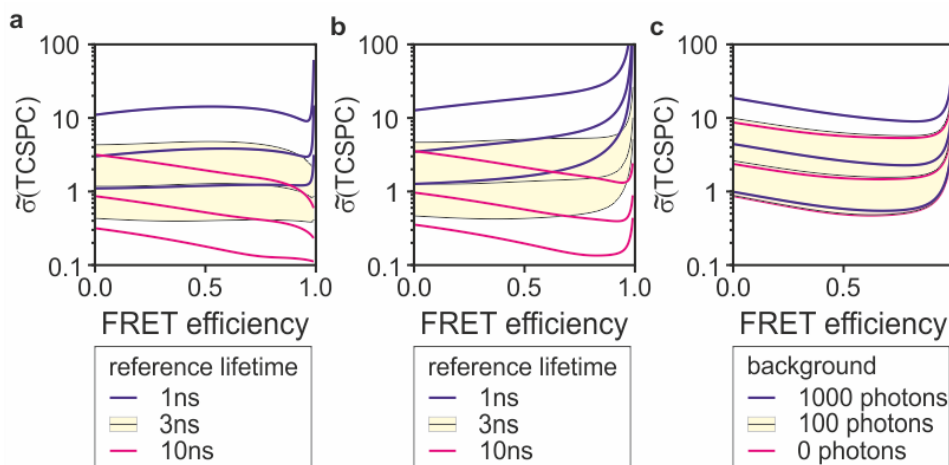 a
100
10
1
0.1
σ̃(TCSPC)
0.0
0.5
1.0
FRET efficiency
reference lifetime
1ns
3ns
10ns
b
100
10
1
0.1
σ̃(TCSPC)
0.0
0.5
1.0
FRET efficiency
reference lifetime
1ns
3ns
10ns
c
100
10
1
0.1
σ̃(TCSPC)
0.0
0.5
FRET efficiency
background
1000 photons
100 photons
0 photons